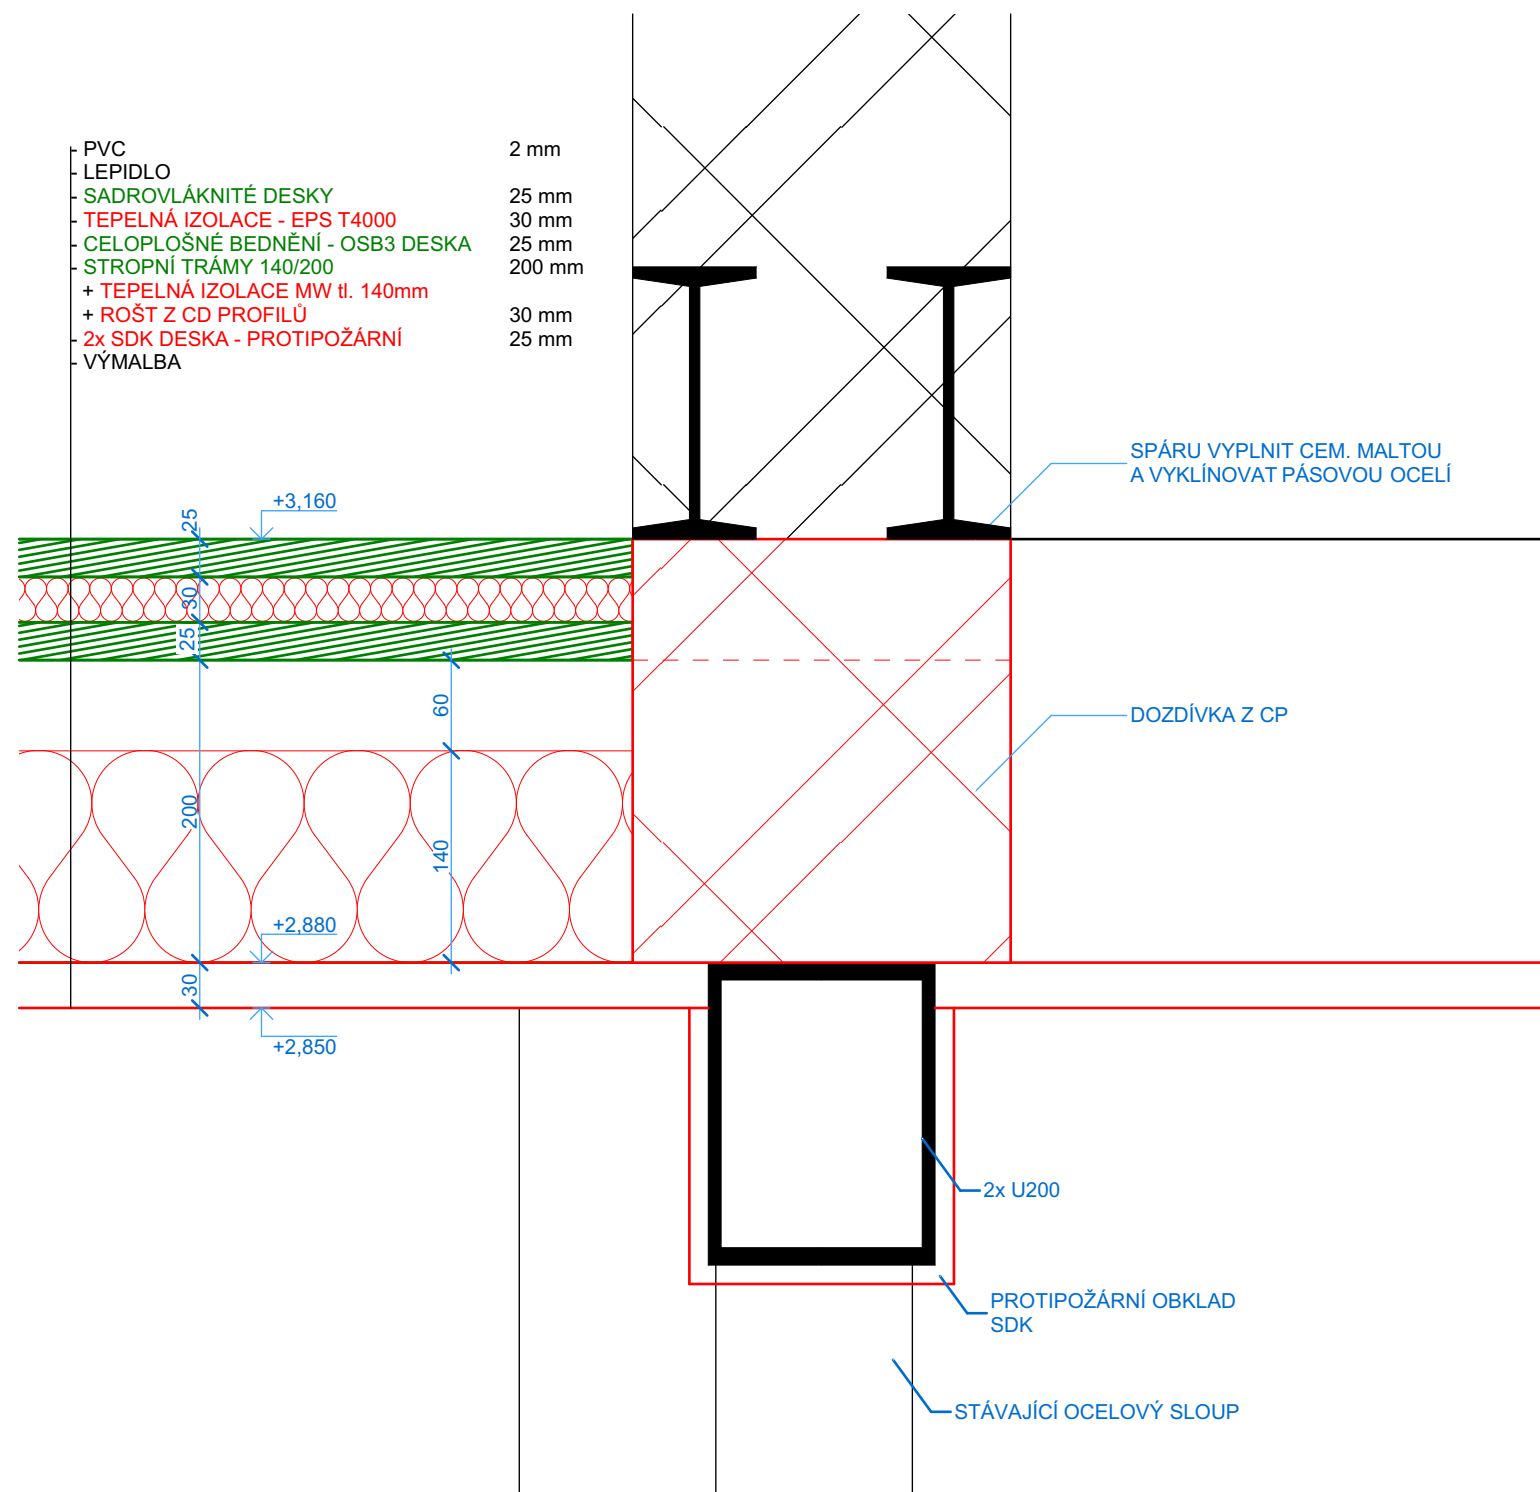 PVC 2 mm
LEPIDLO
SADROVLÁKNITÉ DESKY 25 mm
TEPELNÁ IZOLACE - EPS T4000 30 mm
CELOPLOŠNÉ BEDNĚNÍ - OSB3 DESKA 25 mm
STROPNÍ TRÁMY 140/200 200 mm
+ TEPELNÁ IZOLACE MW tl. 140mm
+ ROŠT Z CD PROFILŮ 30 mm
2x SDK DESKA - PROTIPOŽÁRNÍ 25 mm
VÝMALBA
SPÁRU VYPLNIT CEM. MALTOU
A VYKLÍNOVAT PÁSOVOU OCELÍ
+3,160
25
30
25
60
DOZDÍVKA Z CP
200
140
+2,880
30
+2,850
2x U200
PROTIPOŽÁRNÍ OBKLAD
SDK
STÁVAJÍCÍ OCELOVÝ SLOUP